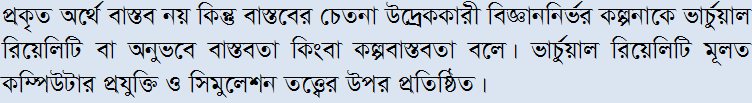 প্রকৃত অর্থে বাস্তব নয় কিন্তু বাস্তবের চেতনা উদ্রেককারী বিজ্ঞাননির্ভর কল্পনাকে ভার্চুয়াল
রিয়েলিটি বা অনুভবে বাস্তবতা কিংবা কল্পবাস্তবতা বলে। ভার্চুয়াল রিয়েলিটি মূলত
কম্পিউটার প্রযুক্তি ও সিমুলেশন তত্ত্বের উপর প্রতিষ্ঠিত।